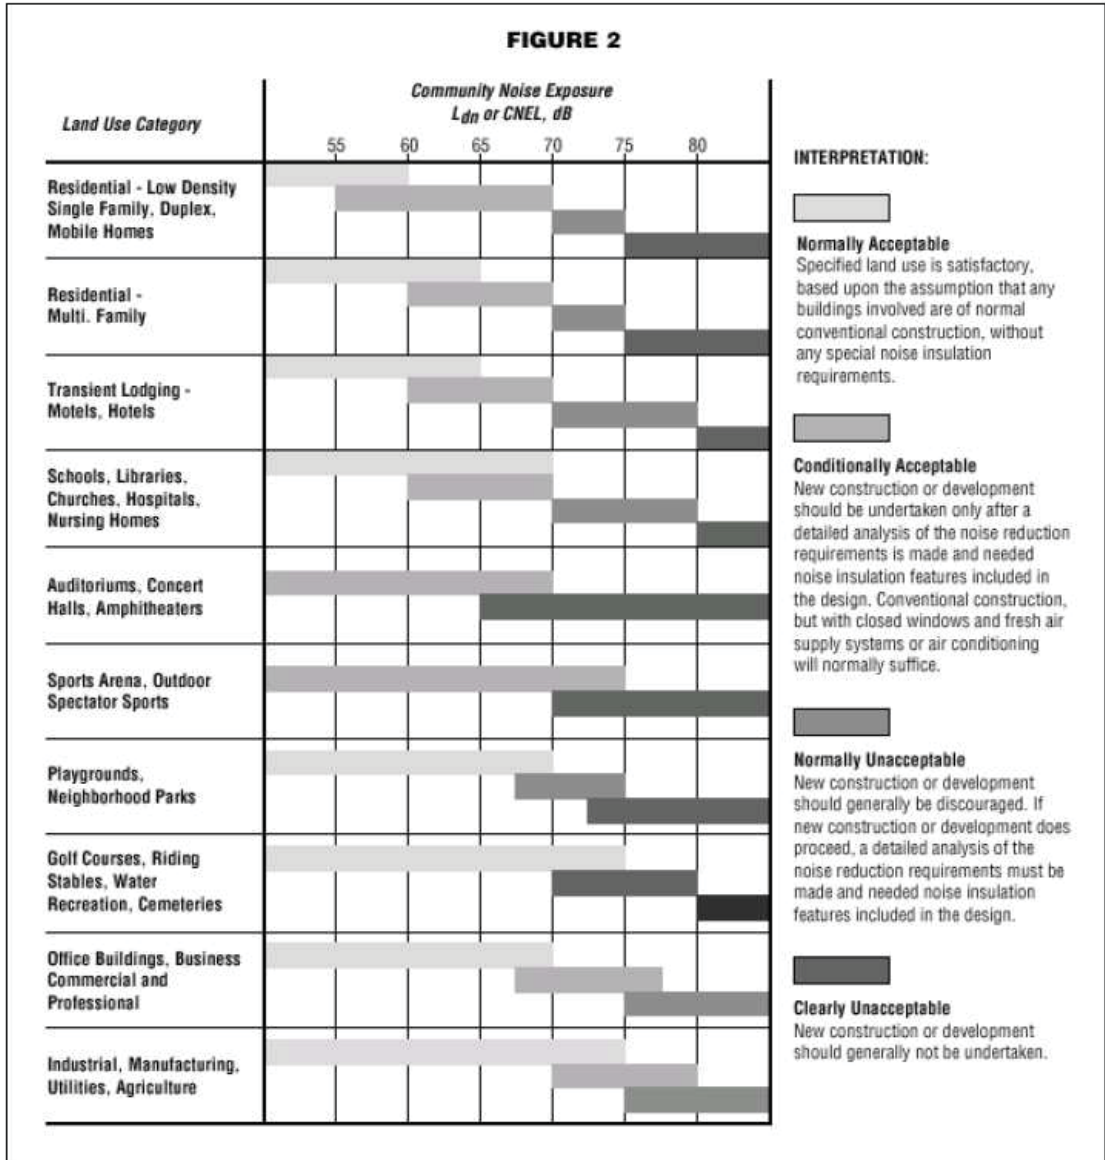 FIGURE 2
Land Use Category
Community Noise Exposure
Ldn or CNEL, dB
55 60 65 70 75 80
Residential - Low Density
Single Family, Duplex,
Mobile Homes
Residential -
Multi. Family
Transient Lodging -
Motels, Hotels
Schools, Libraries,
Churches, Hospitals,
Nursing Homes
Auditoriums, Concert
Halls, Amphitheaters
Sports Arena, Outdoor
Spectator Sports
Playgrounds,
Neighborhood Parks
Golf Courses, Riding
Stables, Water
Recreation, Cemeteries
Office Buildings, Business
Commercial and
Professional
Industrial, Manufacturing,
Utilities, Agriculture
INTERPRETATION:
Normally Acceptable
Specified land use is satisfactory,
based upon the assumption that any
buildings involved are of normal
conventional construction, without
any special noise insulation
requirements.
Conditionally Acceptable
New construction or development
should be undertaken only after a
detailed analysis of the noise reduction
requirements is made and needed
noise insulation features included in
the design. Conventional construction,
but with closed windows and fresh air
supply systems or air conditioning
will normally suffice.
Normally Unacceptable
New construction or development
should generally be discouraged. If
new construction or development does
proceed, a detailed analysis of the
noise reduction requirements must be
made and needed noise insulation
features included in the design.
Clearly Unacceptable
New construction or development
should generally not be undertaken.